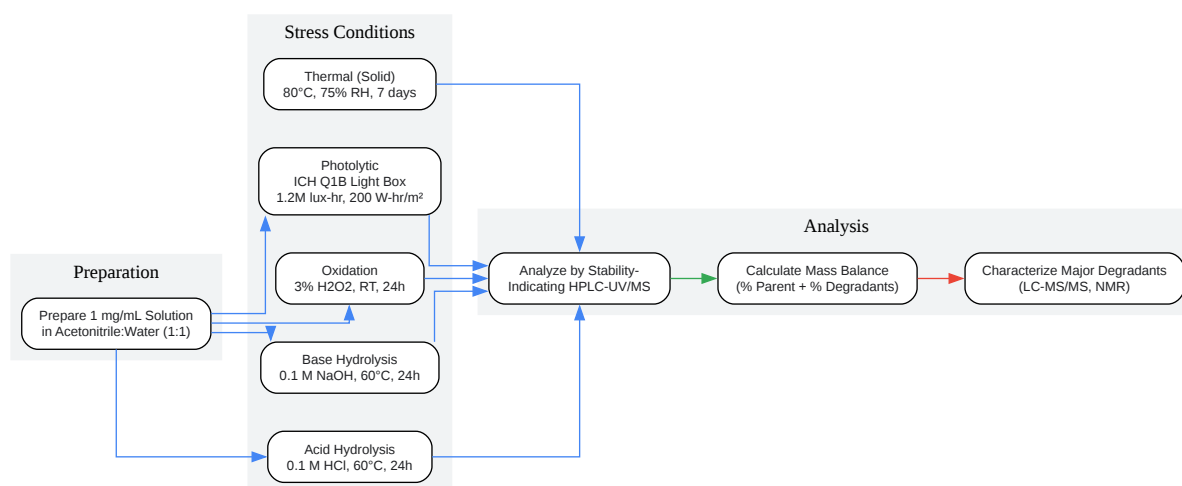 Stress Conditions
Thermal (Solid)
80°C, 75% RH, 7 days
Photolytic
ICH Q1B Light Box
1.2M lux-hr, 200 W-hr/m²
Oxidation
3% H2O2, RT, 24h
Base Hydrolysis
0.1 M NaOH, 60°C, 24h
Acid Hydrolysis
0.1 M HCl, 60°C, 24h
Preparation
Prepare 1 mg/mL Solution
in Acetonitrile:Water (1:1)
Analysis
Analyze by Stability-
Indicating HPLC-UV/MS
Calculate Mass Balance
(% Parent + % Degradants)
Characterize Major Degradants
(LC-MS/MS, NMR)